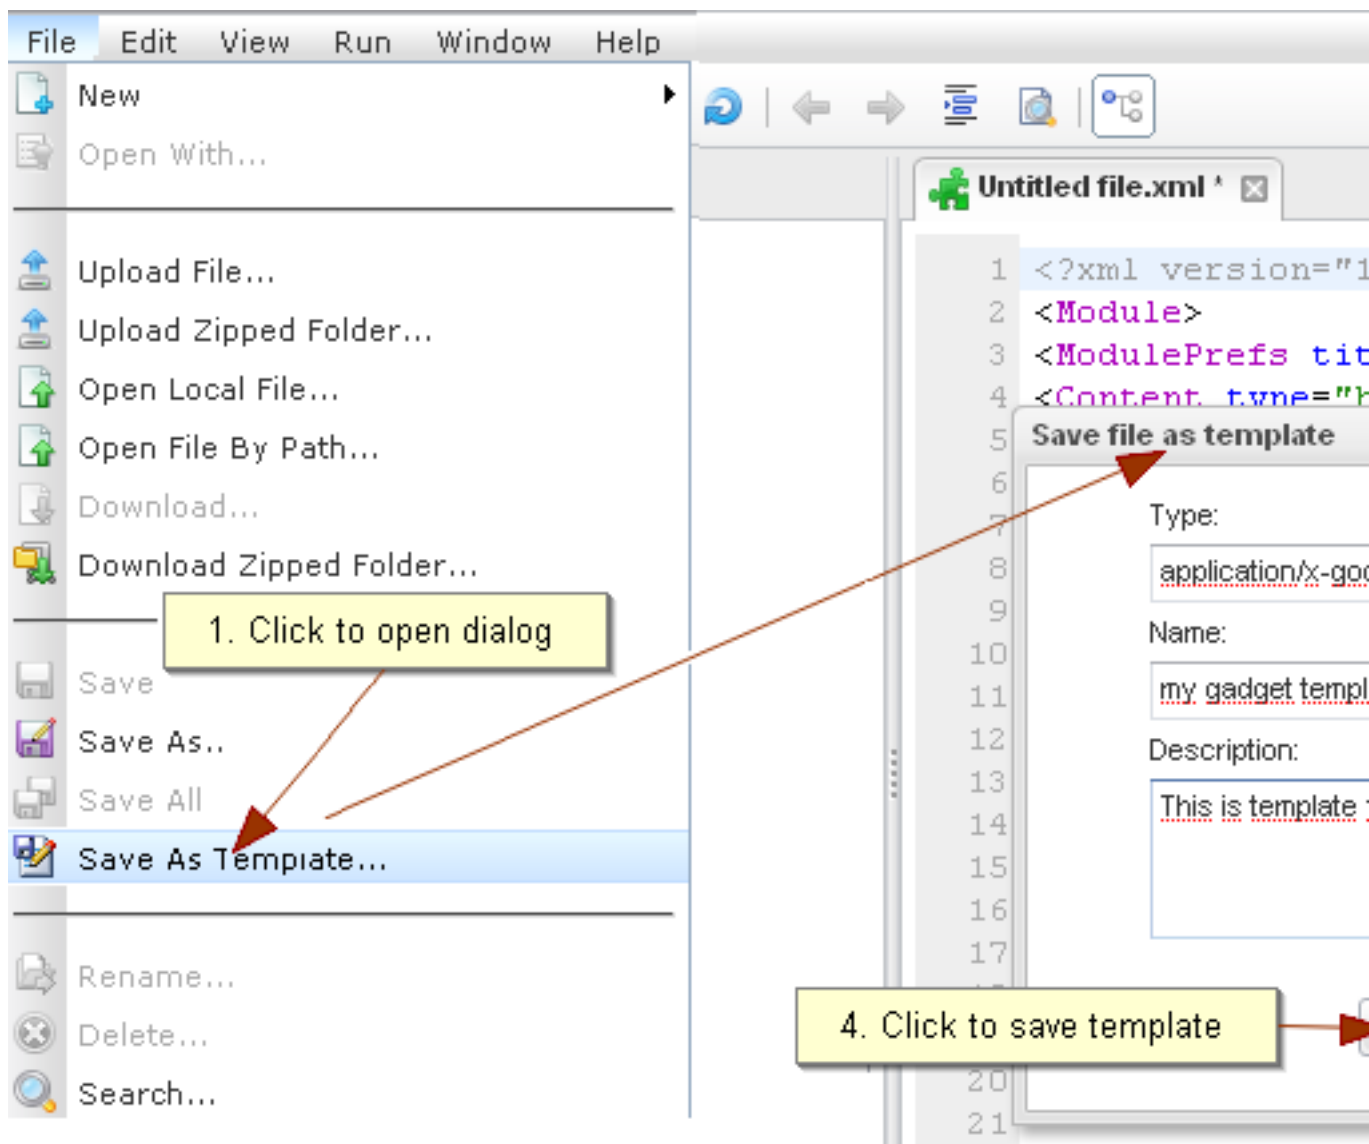 File Edit View Run Window Help
New
Open With...
Upload File...
Upload Zipped Folder...
Open Local File...
Open File By Path...
Download...
Download Zipped Folder...
1. Click to open dialog
Save
Save As..
Save All
Save As Template...
Rename...
Delete...
Search...
Untitled file.xml *
1 <?xml version="1
2 <Module>
3 <ModulePrefs tit
4 <Content type="h
5
6
7
8
9
10
11
12
13
14
15
16
17
20
21
Save file as template
Type:
application/x-goo
Name:
my gadget templ
Description:
This is template
4. Click to save template